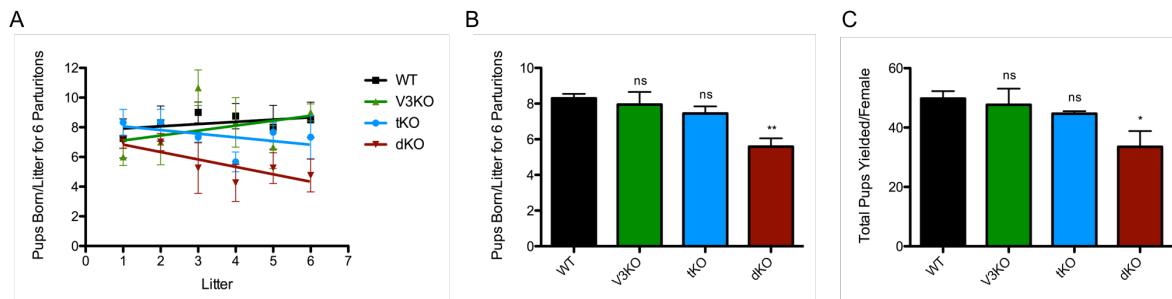 A
Pups Born/Litter for 6 Parturitons
12
10
8
6
4
2
0
0 1 2 3 4 5 6 7
Litter
WT
V3KO
tKO
dKO
B
Pups Born/Litter for 6 Parturitons
10
8
6
4
2
0
ns
ns
**
WT
V3KO
tKO
dKO
C
Total Pups Yielded/Female
60
40
20
0
ns
ns
*
WT
V3KO
tKO
dKO